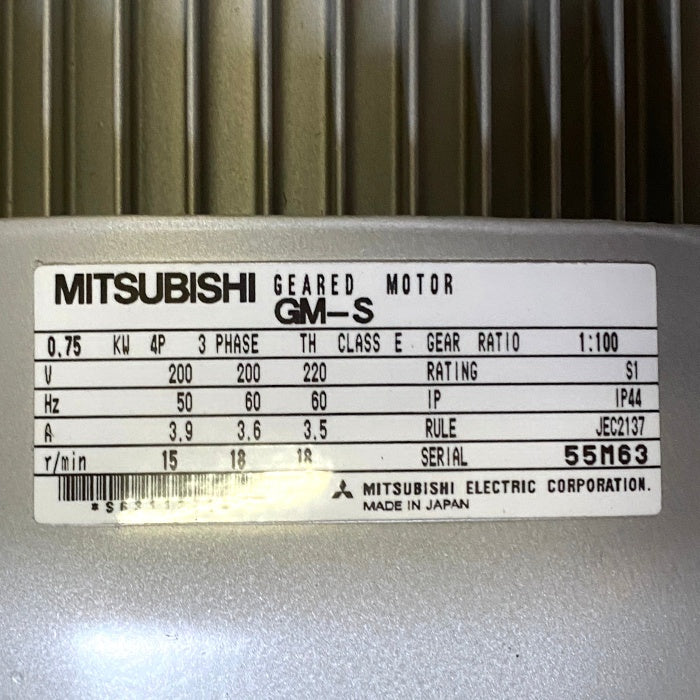 MITSUBISHI GEARED MOTOR
GM-S
0.75 KW 4P 3 PHASE TH CLASS E GEAR RATIO 1:100
V 200 200 220 RATING S1
Hz 50 60 60 IP IP44
A 3.9 3.6 3.5 RULE JEC2137
r/min 15 18 18 SERIAL 55M63
MITSUBISHI ELECTRIC CORPORATION.
MADE IN JAPAN